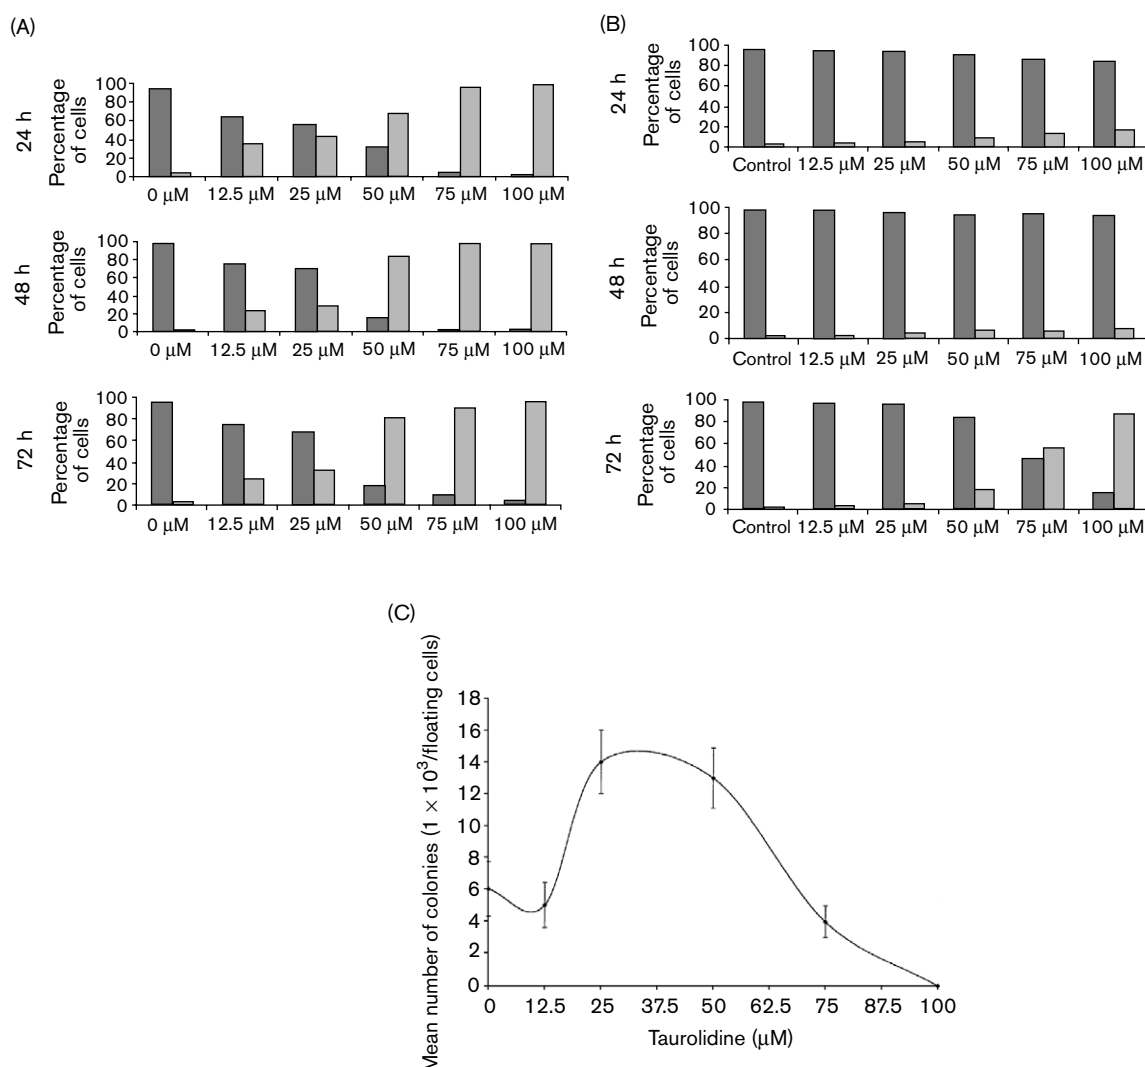 (A)
24 h
Percentage
of cells
100
80
60
40
20
0
0 μM 12.5 μM 25 μM 50 μM 75 μM 100 μM
48 h
Percentage
of cells
100
80
60
40
20
0
0 μM 12.5 μM 25 μM 50 μM 75 μM 100 μM
72 h
Percentage
of cells
100
80
60
40
20
0
0 μM 12.5 μM 25 μM 50 μM 75 μM 100 μM
(B)
24 h
Percentage
of cells
100
80
60
40
20
0
Control 12.5 μM 25 μM 50 μM 75 μM 100 μM
48 h
Percentage
of cells
100
80
60
40
20
0
Control 12.5 μM 25 μM 50 μM 75 μM 100 μM
72 h
Percentage
of cells
100
80
60
40
20
0
Control 12.5 μM 25 μM 50 μM 75 μM 100 μM
(C)
Mean number of colonies (1 × 10³/floating cells)
18
16
14
12
10
8
6
4
2
0
0 12.5 25 37.5 50 62.5 75 87.5 100
Taurolidine (μM)